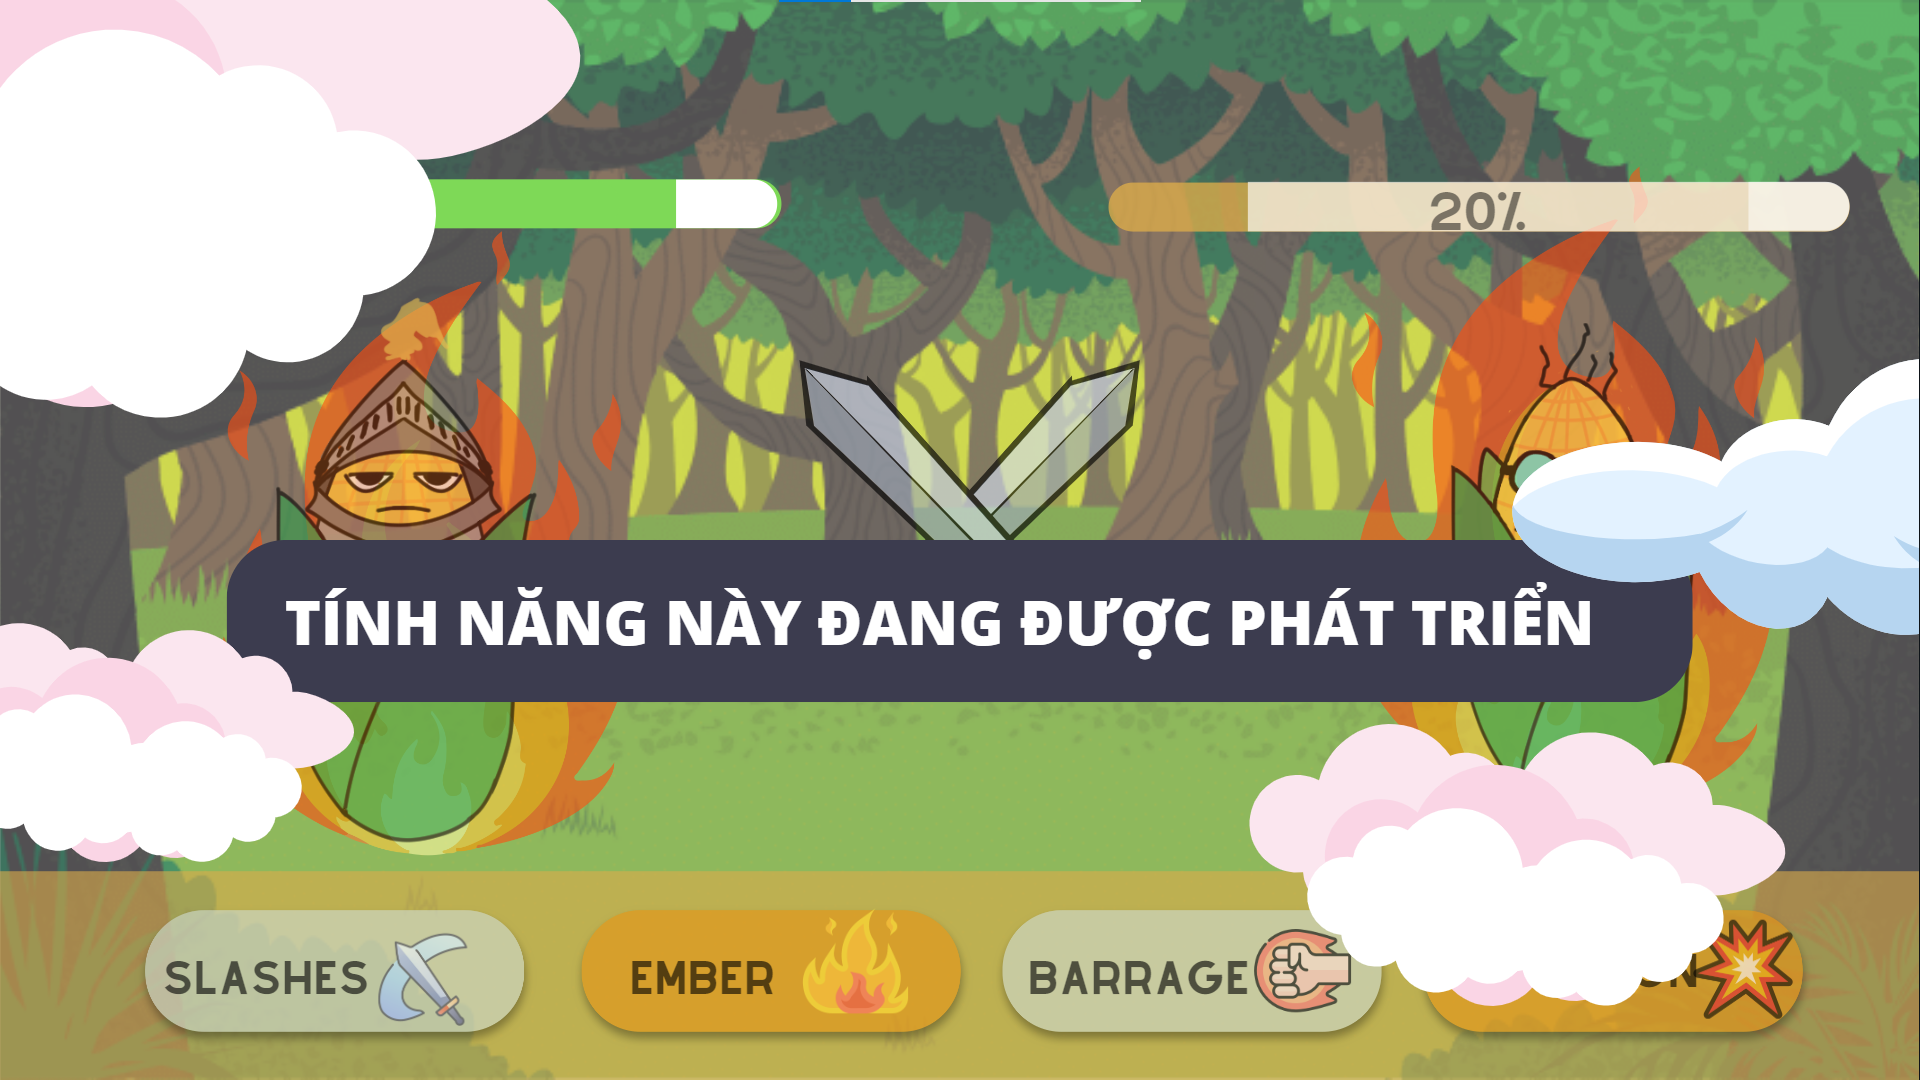 20%
TÍNH NĂNG NÀY ĐANG ĐƯỢC PHÁT TRIỂN
SLASHES
EMBER
BARRAGE